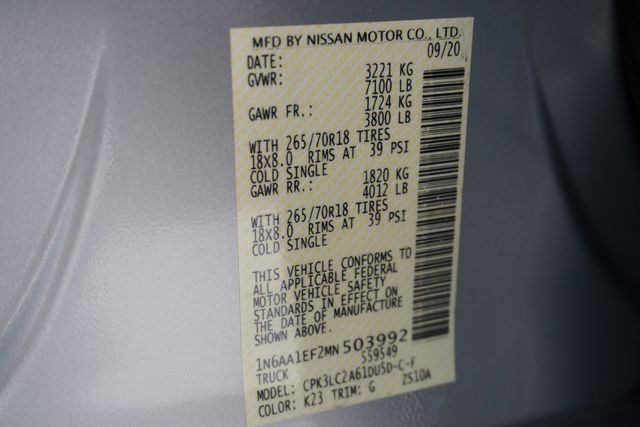 MFD BY NISSAN MOTOR CO., LTD.
DATE: 09/20
GVWR: 3221 KG
7100 LB
GAWR FR.: 1724 KG
3800 LB
WITH 265/70R18 TIRES
18X8.0 RIMS AT 39 PSI
COLD SINGLE
GAWR RR.: 1820 KG
4012 LB
WITH 265/70R18 TIRES
18X8.0 RIMS AT 39 PSI
COLD SINGLE
THIS VEHICLE CONFORMS TO
ALL APPLICABLE FEDERAL
MOTOR VEHICLE SAFETY
STANDARDS IN EFFECT ON
THE DATE OF MANUFACTURE
SHOWN ABOVE.
1N6AA1EF2MN503992
TRUCK S59549
MODEL: CPK3LC2A61DU5D-C-F
COLOR: K23 TRIM: G ZS10A